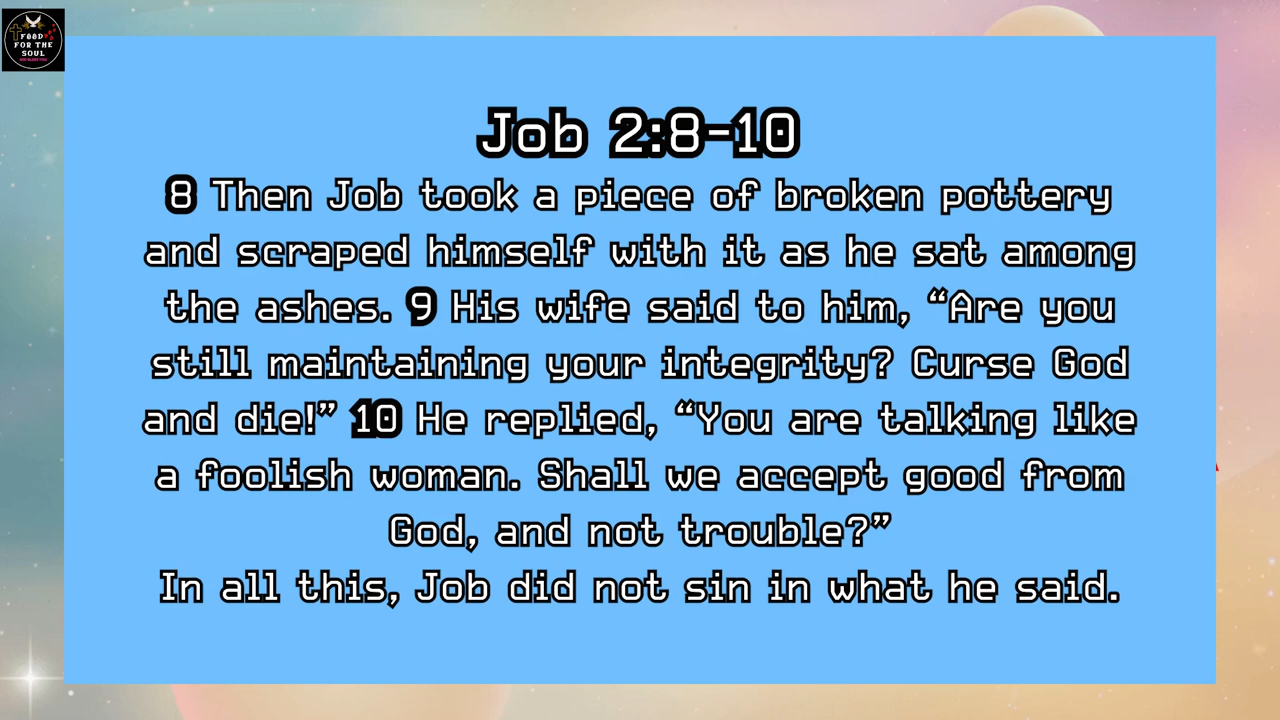 FOOD
FOR THE
SOUL
GOD BLESS YOU
Job 2:8-10
8 Then Job took a piece of broken pottery
and scraped himself with it as he sat among
the ashes. 9 His wife said to him, “Are you
still maintaining your integrity? Curse God
and die!” 10 He replied, “You are talking like
a foolish woman. Shall we accept good from
God, and not trouble?”
In all this, Job did not sin in what he said.